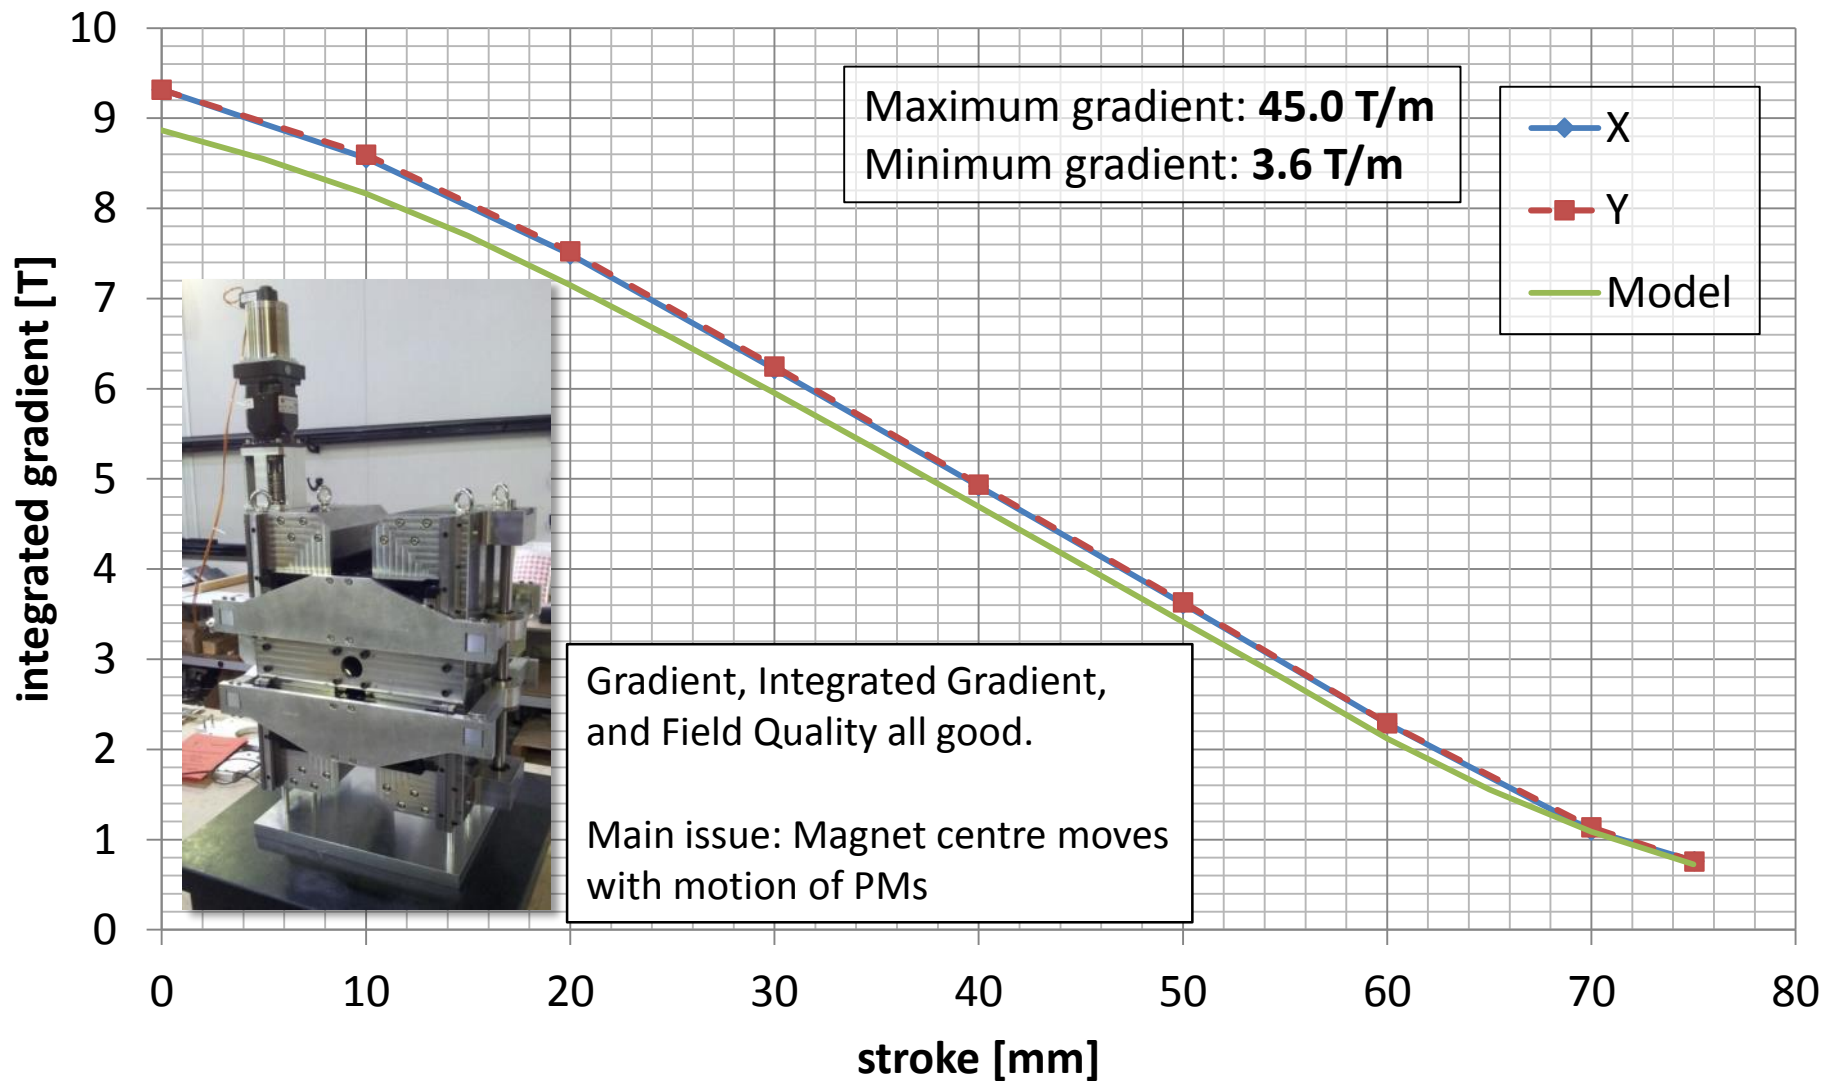 10
9
8
7
6
5
4
3
2
1
0
integrated gradient [T]
Maximum gradient: 45.0 T/m
Minimum gradient: 3.6 T/m
X
Y
Model
Gradient, Integrated Gradient,
and Field Quality all good.
Main issue: Magnet centre moves
with motion of PMs
0 10 20 30 40 50 60 70 80
stroke [mm]